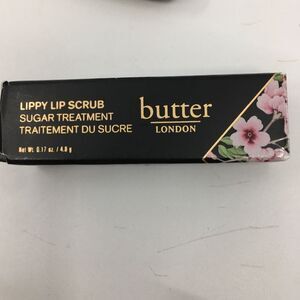 LIPPY LIP SCRUB
SUGAR TREATMENT
TRAITEMENT DU SUCRE
Net Wt. 0.17 oz. / 4.8 g
butter
LONDON